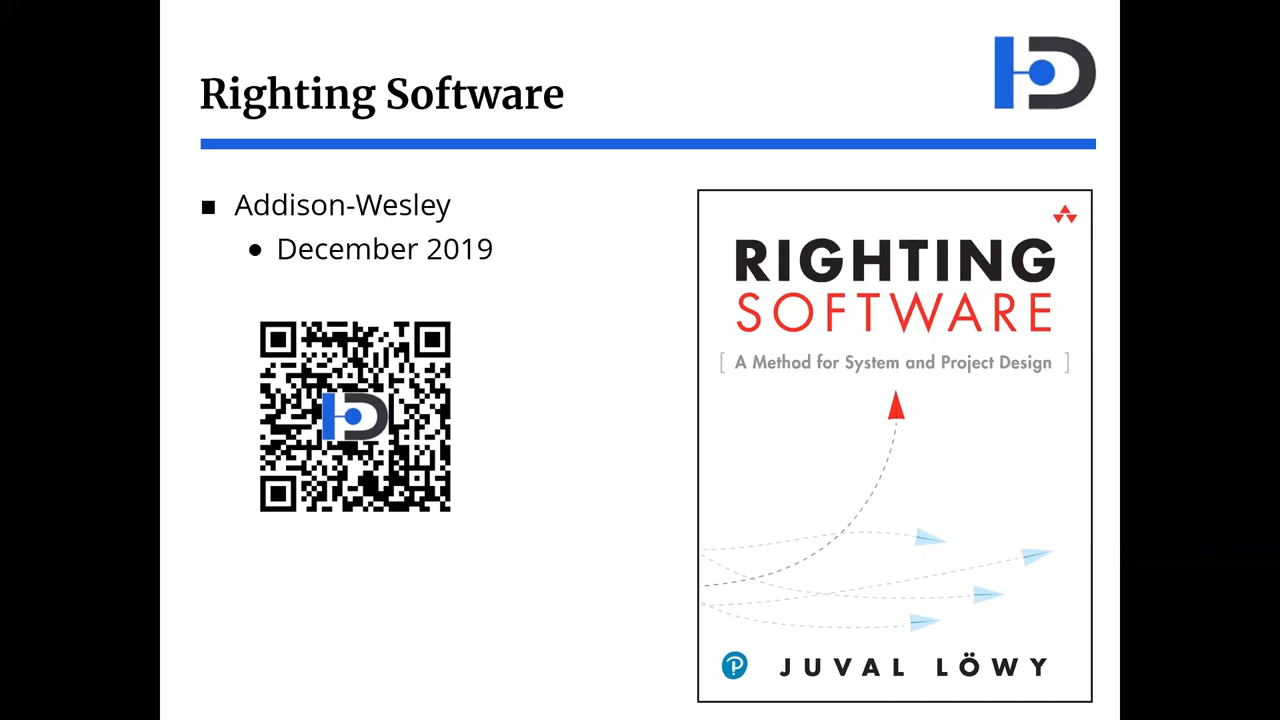 Righting Software
■ Addison-Wesley
● December 2019
RIGHTING
SOFTWARE
[ A Method for System and Project Design ]
JUVAL LÖWY